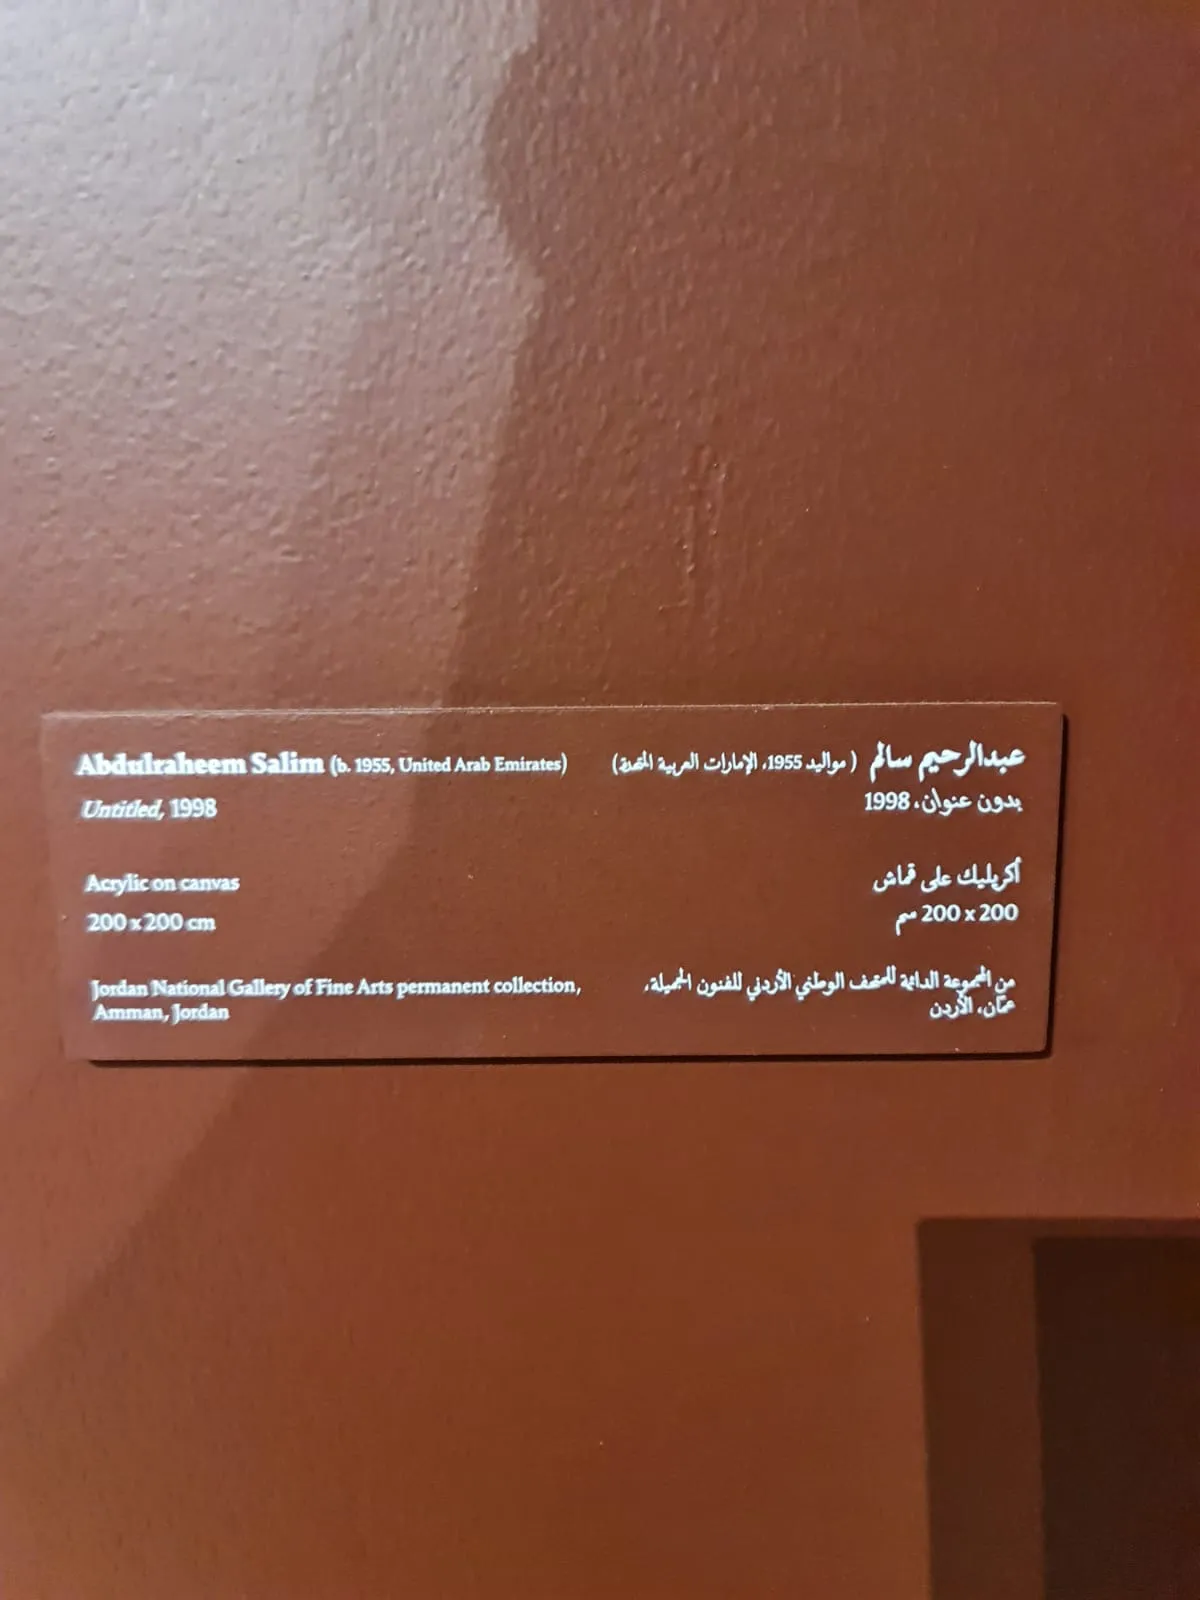 Abdulraheem Salim (b. 1955, United Arab Emirates)
Untitled, 1998
Acrylic on canvas
200 x 200 cm
Jordan National Gallery of Fine Arts permanent collection,
Amman, Jordan
عبدالرحيم سالم (مواليد 1955، الإمارات العربية المتحدة)
بدون عنوان، 1998
أكريليك على قماش
200 x 200 سم
من المجموعة الدائمة للمتحف الوطني الأردني للفنون الجميلة،
عمّان، الأردن